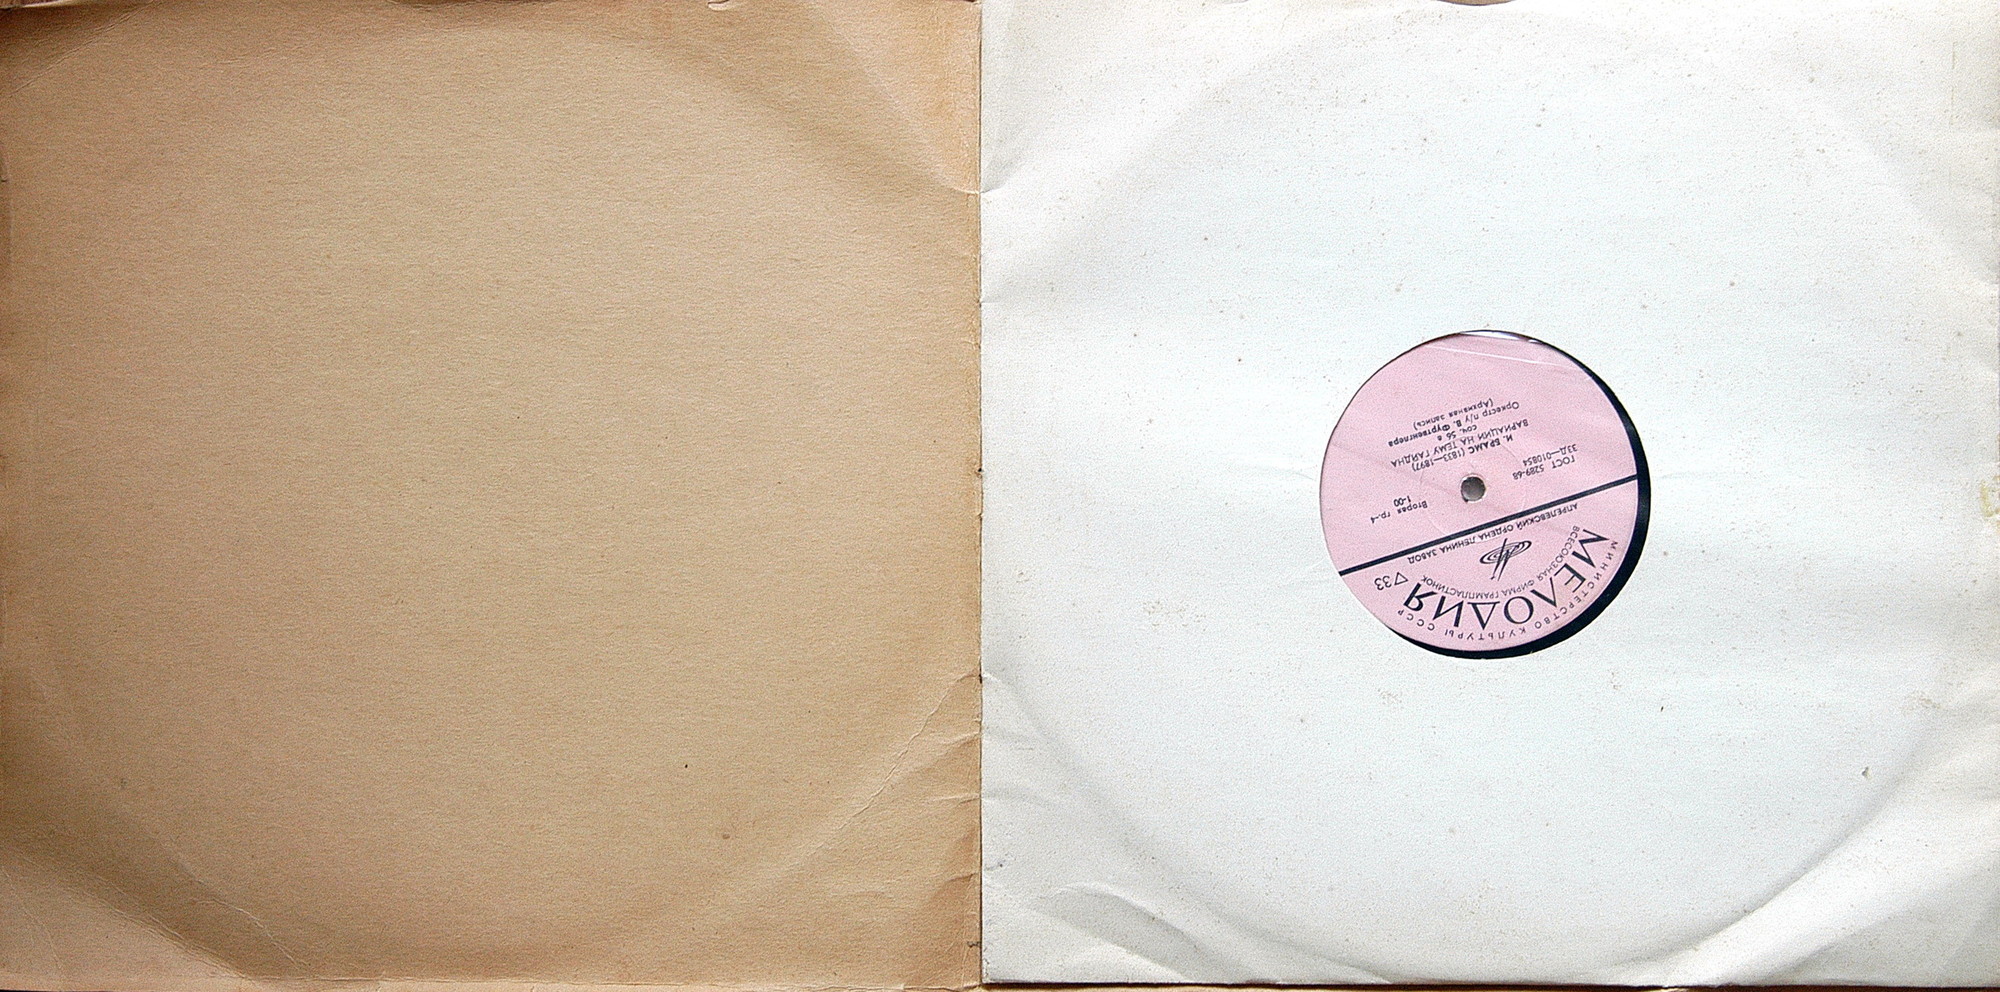 МИНИСТЕРСТВО КУЛЬТУРЫ СССР
МЕЛОДИЯ
ВСЕСОЮЗНАЯ ФИРМА ГРАМПЛАСТИНОК
▽33
АПРЕЛЕВСКИЙ ОРДЕНА ЛЕНИНА ЗАВОД
ГОСТ 5289-68
33Д—010854
Вторая гр.-4
1-00
И. БРАМС (1833—1897)
ВАРИАЦИИ НА ТЕМУ ГАЙДНА
соч. 56 а
Оркестр п/у В. Фуртвенглера
(Архивная запись)